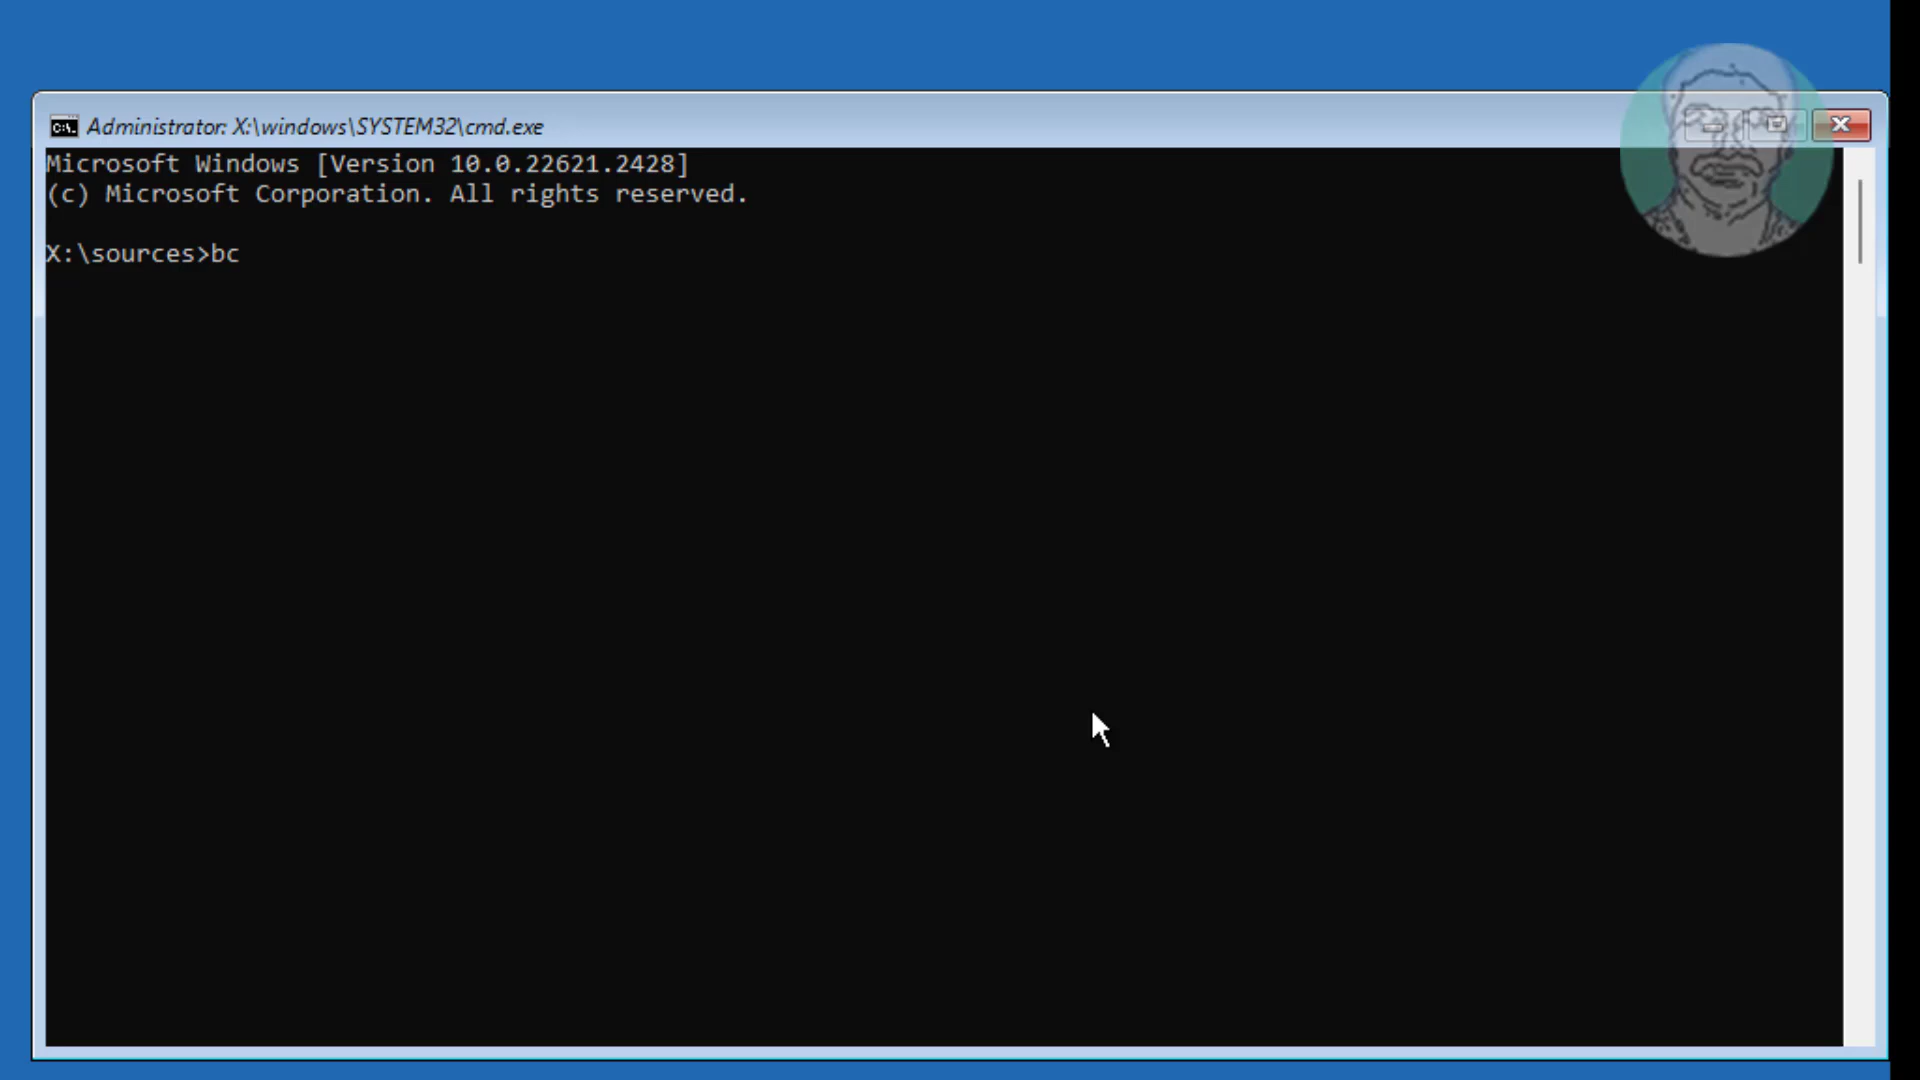 Administrator: X:\windows\SYSTEM32\cmd.exe
Microsoft Windows [Version 10.0.22621.2428]
(c) Microsoft Corporation. All rights reserved.
X:\sources>bc